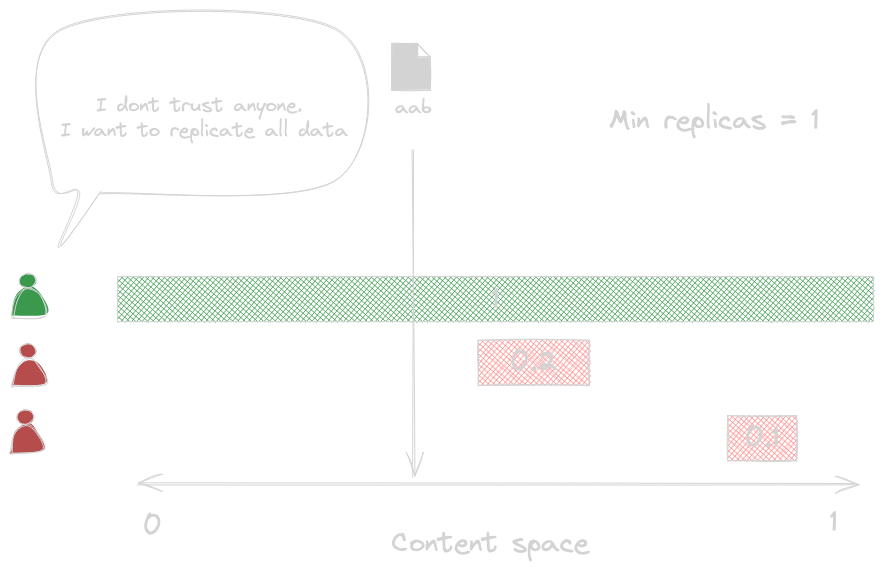 I dont trust anyone.
I want to replicate all data
aab
Min replicas = 1
1
0.2
0.1
0
1
Content space